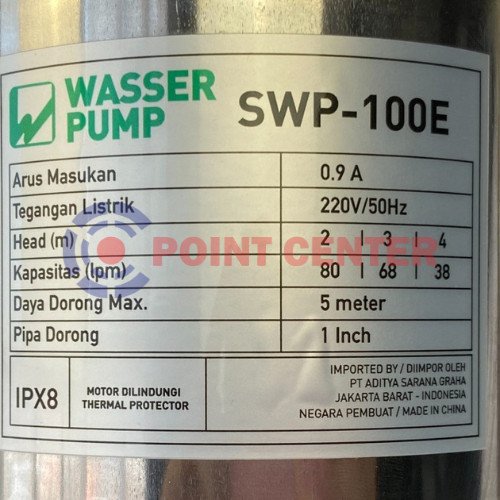 WASSER
PUMP
SWP-100E
Arus Masukan 0.9 A
Tegangan Listrik 220V/50Hz
Head (m) 2 | 3 | 4
POINT CENTER
Kapasitas (lpm) 80 | 68 | 38
Daya Dorong Max. 5 meter
Pipa Dorong 1 Inch
IPX8
MOTOR DILINDUNGI
THERMAL PROTECTOR
IMPORTED BY / DIIMPOR OLEH
PT ADITYA SARANA GRAHA
JAKARTA BARAT - INDONESIA
NEGARA PEMBUAT / MADE IN CHINA